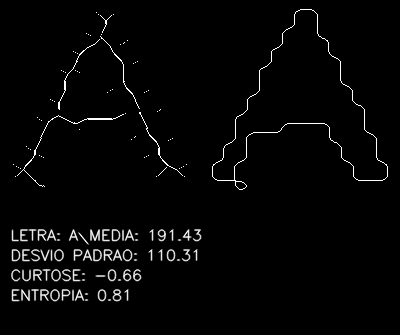 LETRA: A\MEDIA: 191.43
DESVIO PADRAO: 110.31
CURTOSE: -0.66
ENTROPIA: 0.81